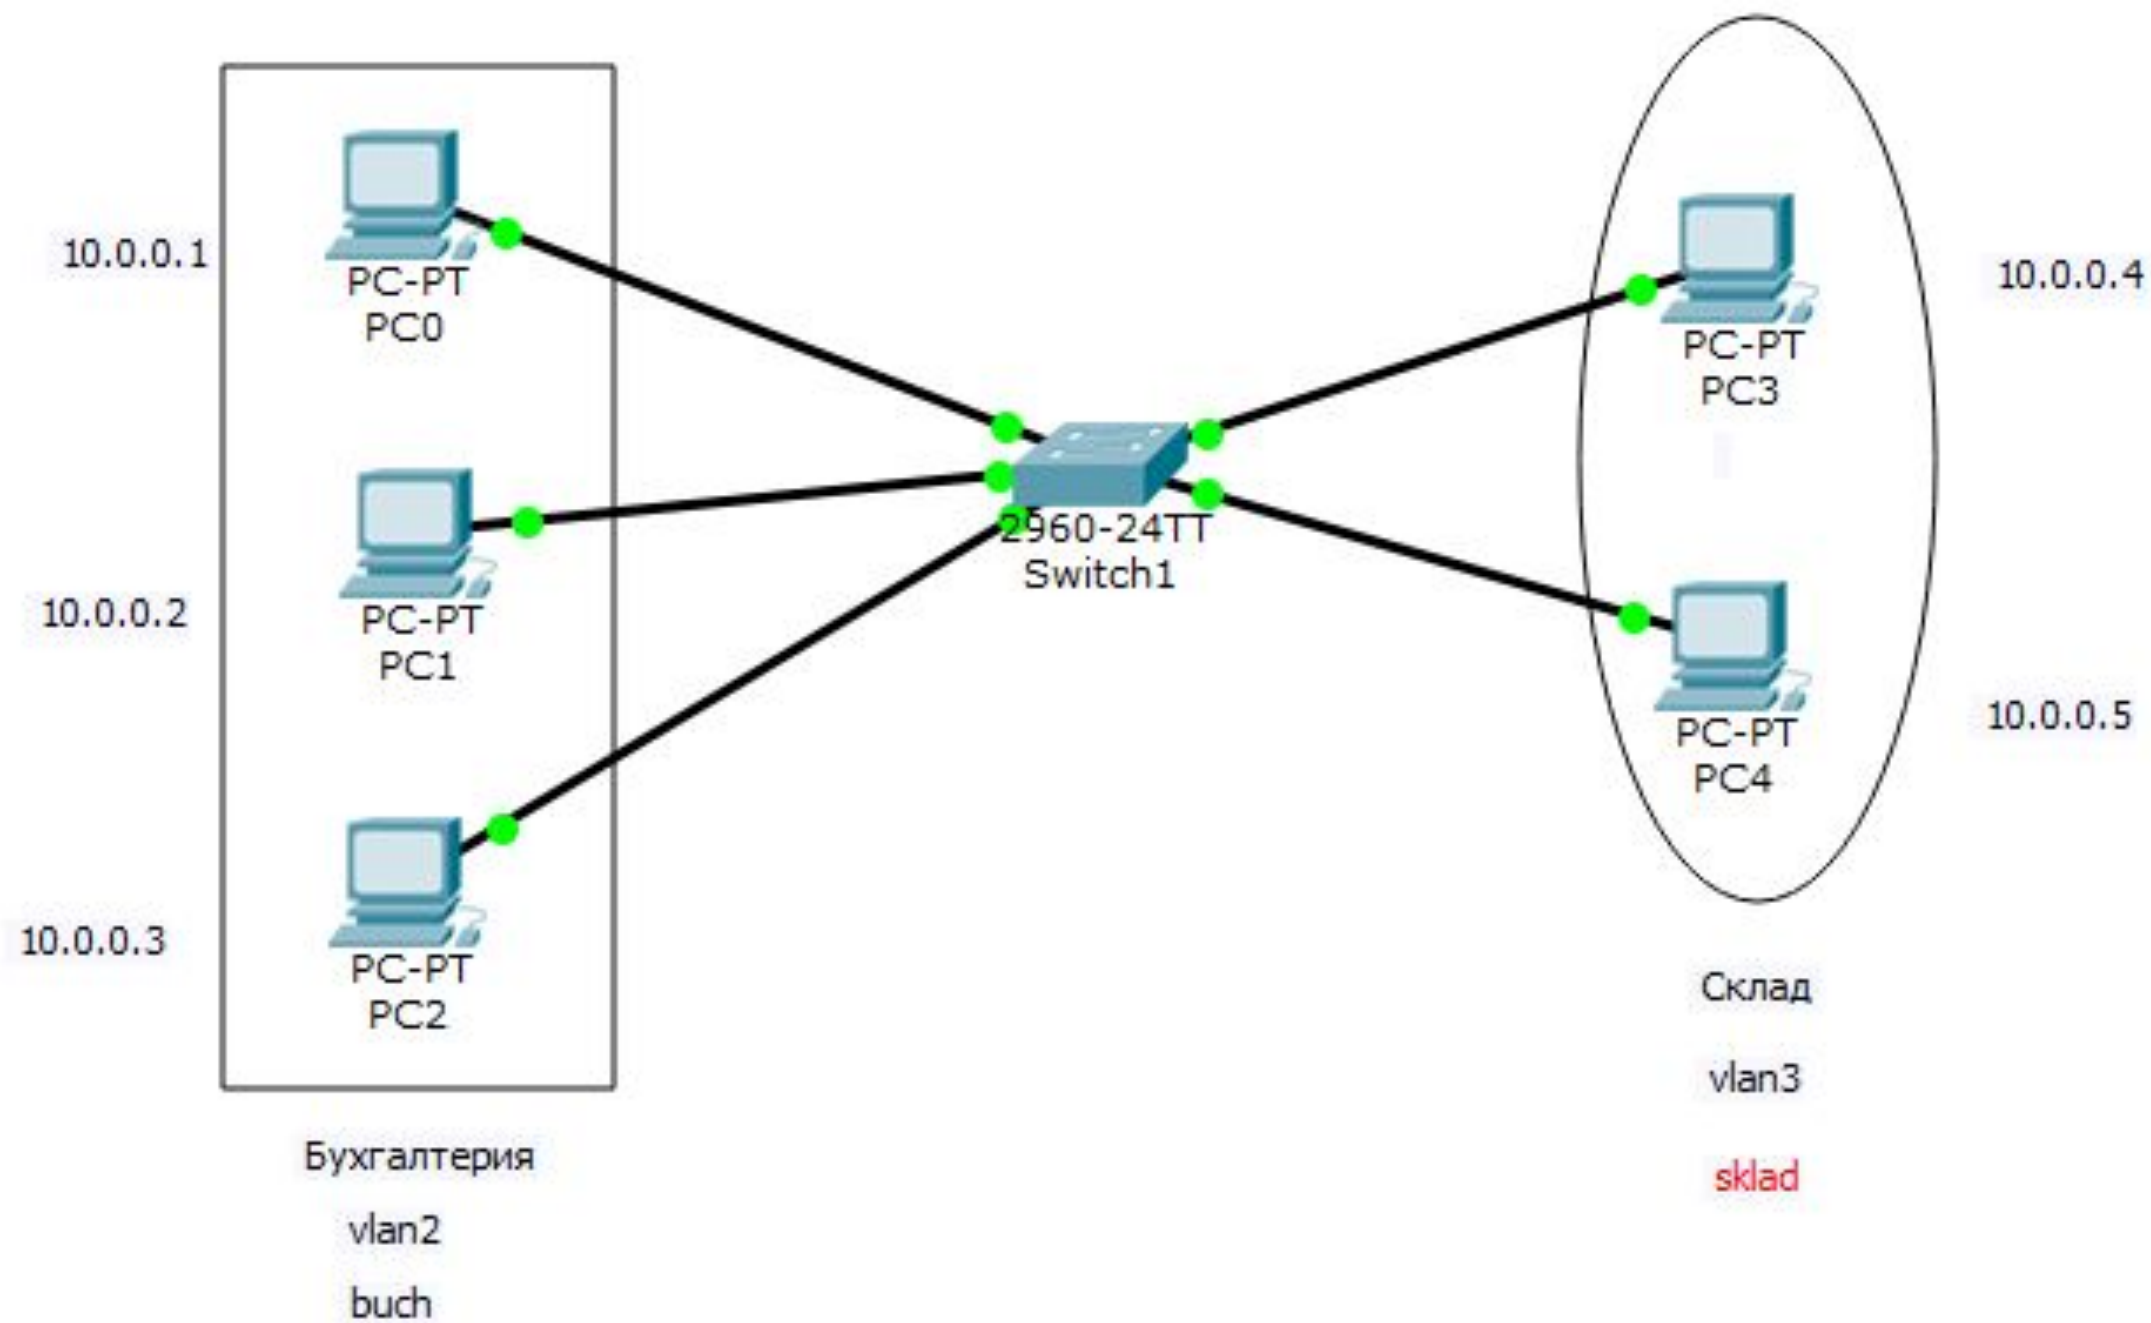 10.0.0.1
PC-PT
PC0
10.0.0.2
PC-PT
PC1
10.0.0.3
PC-PT
PC2
Бухгалтерия
vlan2
buch
2960-24TT
Switch1
10.0.0.4
PC-PT
PC3
10.0.0.5
PC-PT
PC4
Склад
vlan3
sklad